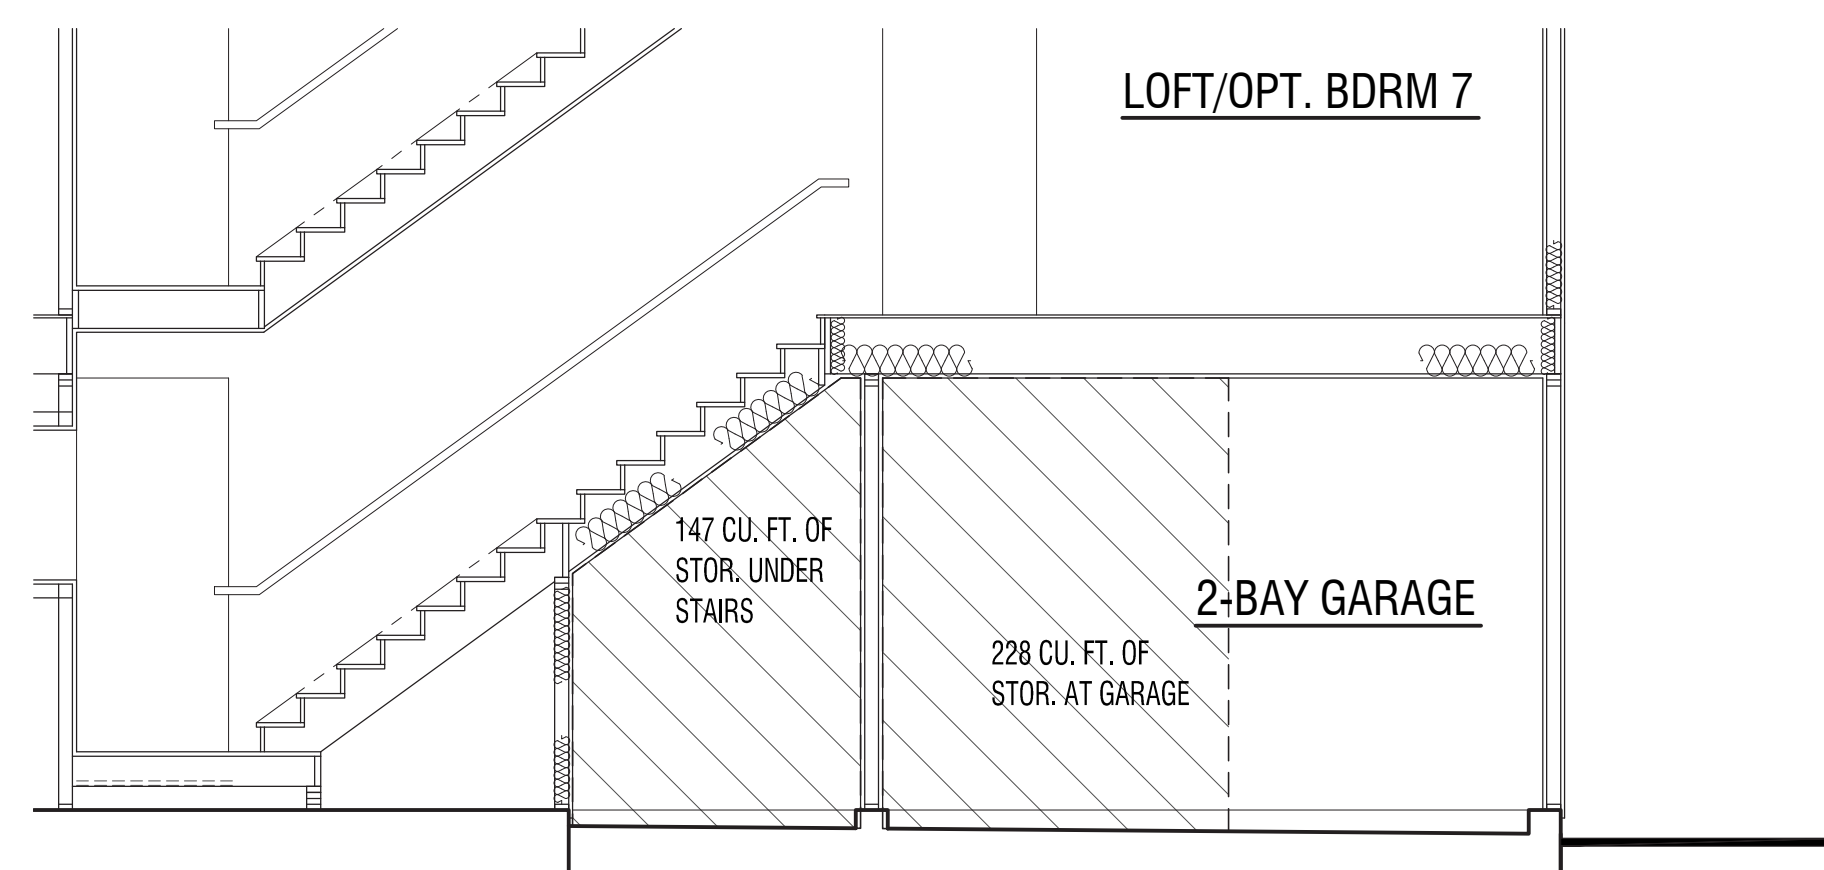 LOFT/OPT. BDRM 7
147 CU. FT. OF
STOR. UNDER
STAIRS
2-BAY GARAGE
228 CU. FT. OF
STOR. AT GARAGE